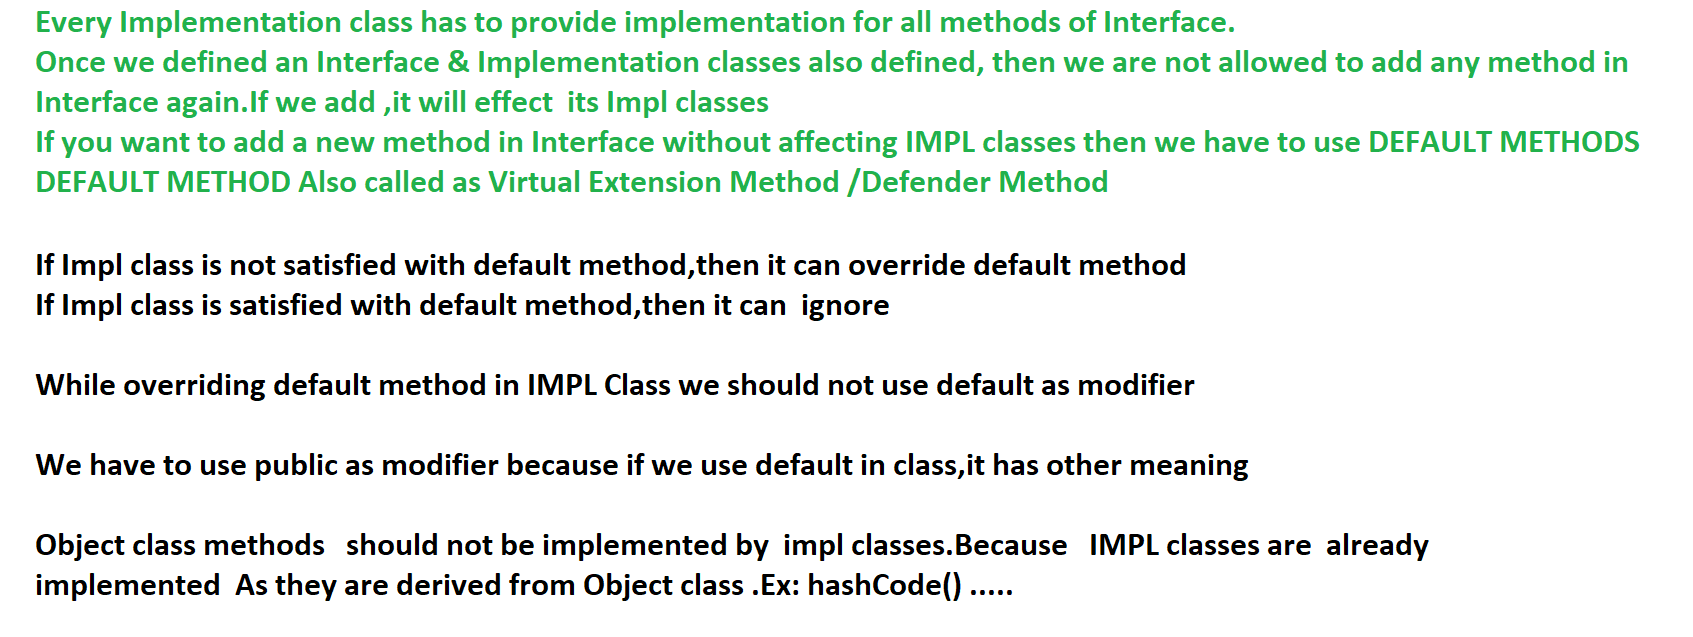 Every Implementation class has to provide implementation for all methods of Interface.
Once we defined an Interface & Implementation classes also defined, then we are not allowed to add any method in
Interface again.If we add ,it will effect  its Impl classes
If you want to add a new method in Interface without affecting IMPL classes then we have to use DEFAULT METHODS
DEFAULT METHOD Also called as Virtual Extension Method /Defender Method
If Impl class is not satisfied with default method,then it can override default method
If Impl class is satisfied with default method,then it can  ignore
While overriding default method in IMPL Class we should not use default as modifier
We have to use public as modifier because if we use default in class,it has other meaning
Object class methods   should not be implemented by  impl classes.Because   IMPL classes are  already
implemented  As they are derived from Object class .Ex: hashCode() .....